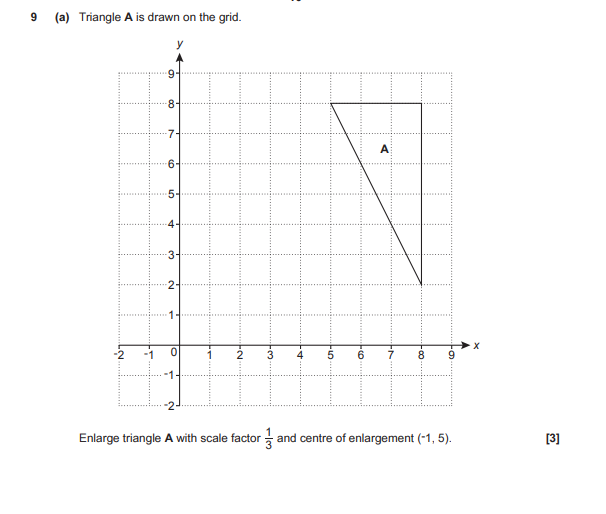 9 (a) Triangle A is drawn on the grid.
y
9
8
7
A
6
5
4
3
2
1
-2 -1 0 1 2 3 4 5 6 7 8 9 x
-1
-2
Enlarge triangle A with scale factor 1/3 and centre of enlargement (-1, 5). [3]